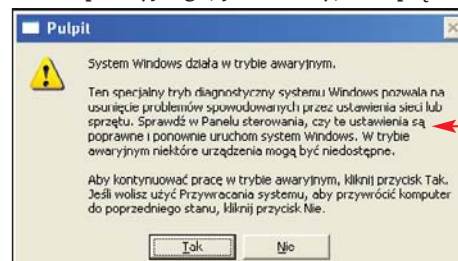 Pulpit
System Windows działa w trybie awaryjnym.
Ten specjalny tryb diagnostyczny systemu Windows pozwala na
usunięcie problemów spowodowanych przez ustawienia sieci lub
sprzętu. Sprawdź w Panelu sterowania, czy te ustawienia są
poprawne i ponownie uruchom system Windows. W trybie
awaryjnym niektóre urządzenia mogą być niedostępne.
Aby kontynuować pracę w trybie awaryjnym, kliknij przycisk Tak.
Jeśli wolisz użyć Przywracania systemu, aby przywrócić komputer
do poprzedniego stanu, kliknij przycisk Nie.
Tak Nie